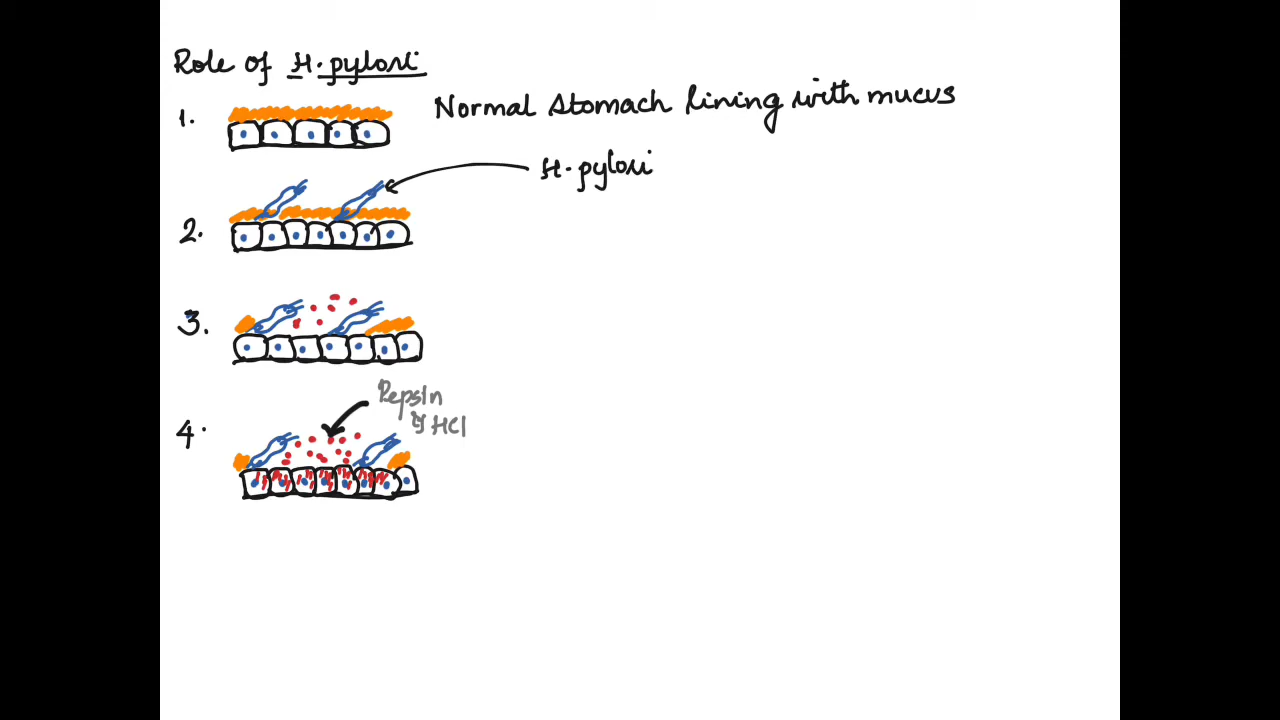 Role of H. pylori
1. Normal stomach lining with mucus
H. pylori
2.
3.
Pepsin
& HCl
4.